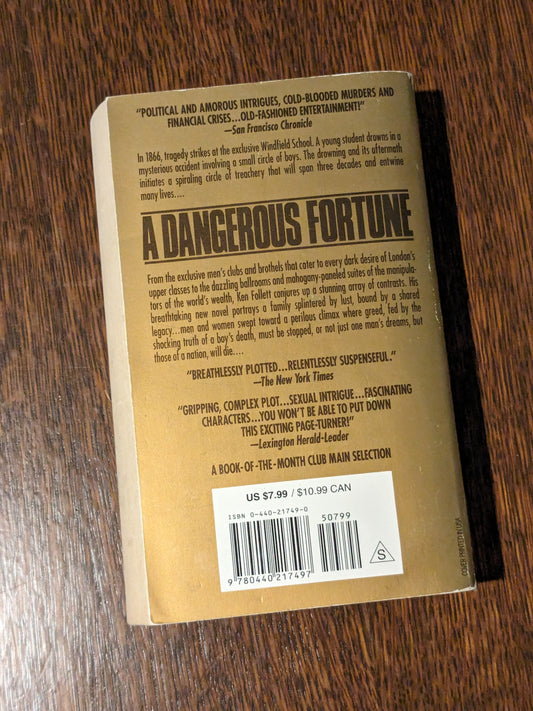 “POLITICAL AND AMOROUS INTRIGUES, COLD-BLOODED MURDERS AND
FINANCIAL CRISES...OLD-FASHIONED ENTERTAINMENT!”
—San Francisco Chronicle
In 1866, tragedy strikes at the exclusive Windfield School. A young student drowns in a
mysterious accident involving a small circle of boys. The drowning and its aftermath
initiates a spiraling circle of treachery that will span three decades and entwine
many lives....
A DANGEROUS FORTUNE
From the exclusive men's clubs and brothels that cater to every dark desire of London's
upper classes to the dazzling ballrooms and mahogany-paneled suites of the manipula-
tors of the world's wealth, Ken Follett conjures up a stunning array of contrasts. His
breathtaking new novel portrays a family splintered by lust, bound by a shared
legacy...men and women swept toward a perilous climax where greed, fed by the
shocking truth of a boy's death, must be stopped, or not just one man's dreams, but
those of a nation, will die....
“BREATHLESSLY PLOTTED...RELENTLESSLY SUSPENSEFUL.”
—The New York Times
“GRIPPING, COMPLEX PLOT...SEXUAL INTRIGUE...FASCINATING
CHARACTERS...YOU WON'T BE ABLE TO PUT DOWN
THIS EXCITING PAGE-TURNER!”
—Lexington Herald-Leader
A BOOK-OF-THE-MONTH CLUB MAIN SELECTION
US $7.99 / $10.99 CAN
ISBN 0-440-21749-0
50799
S
9 780440 217497
COVER PRINTED IN USA